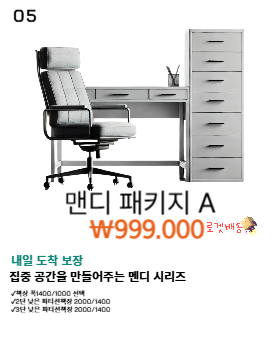 05
맨디 패키지 A
₩999.000 로켓배송
내일 도착 보장
집중 공간을 만들어주는 멘디 시리즈
✓책상 폭1400/1000 선택
✓2단 낮은 파티션책장 2000/1400
✓3단 낮은 파티션책장 2000/1400